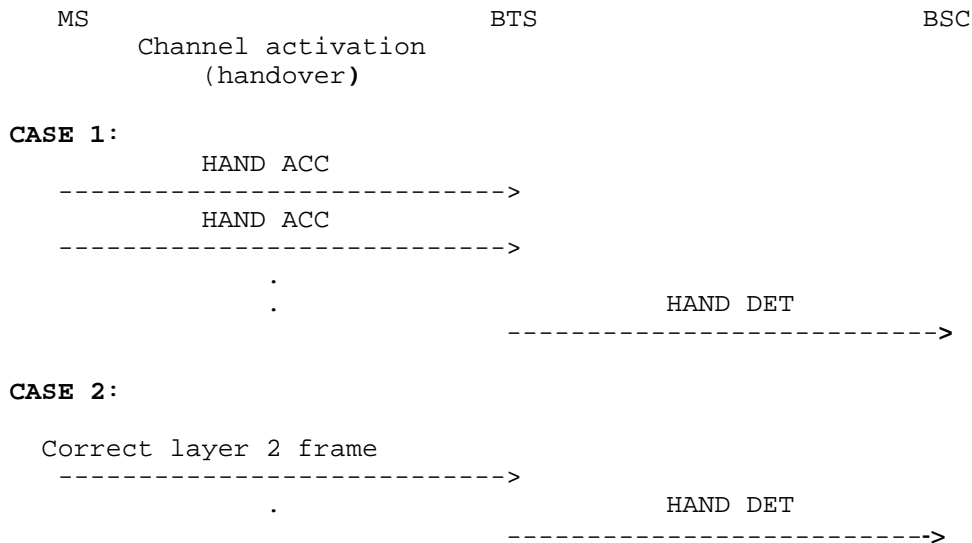 MS BTS BSC
Channel activation
(handover)
CASE 1:
HAND ACC
---------------------------->
HAND ACC
---------------------------->
.
. HAND DET
--------------------------->
CASE 2:
Correct layer 2 frame
---------------------------->
. HAND DET
--------------------------->